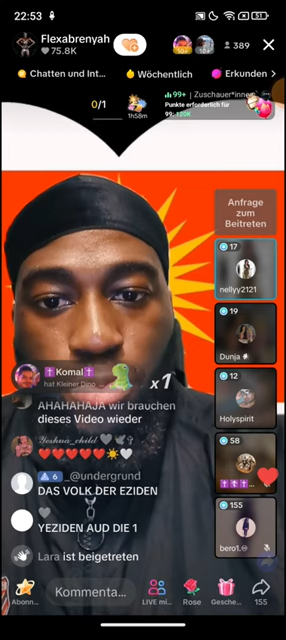 22:53
51
Flexabrenyah
75.8K
389
Chatten und Int...
Wöchentlich
Erkunden
0/1
1h58m
99+ | Zuschauer*innen
Punkte erforderlich für
99: 120K
Anfrage
zum
Beitreten
17
nellyy2121
19
Dunja
12
Holyspirit
58
155
bero1.
Komal
hat Kleiner Dino ...
x1
AHAHAHAJA wir brauchen
dieses Video wieder
Yeshua_child
6 _@undergrund
DAS VOLK DER EZIDEN
YEZIDEN AUD DIE 1
Lara ist beigetreten
Abonn...
Kommenta...
LIVE mi...
Rose
Gesche...
155